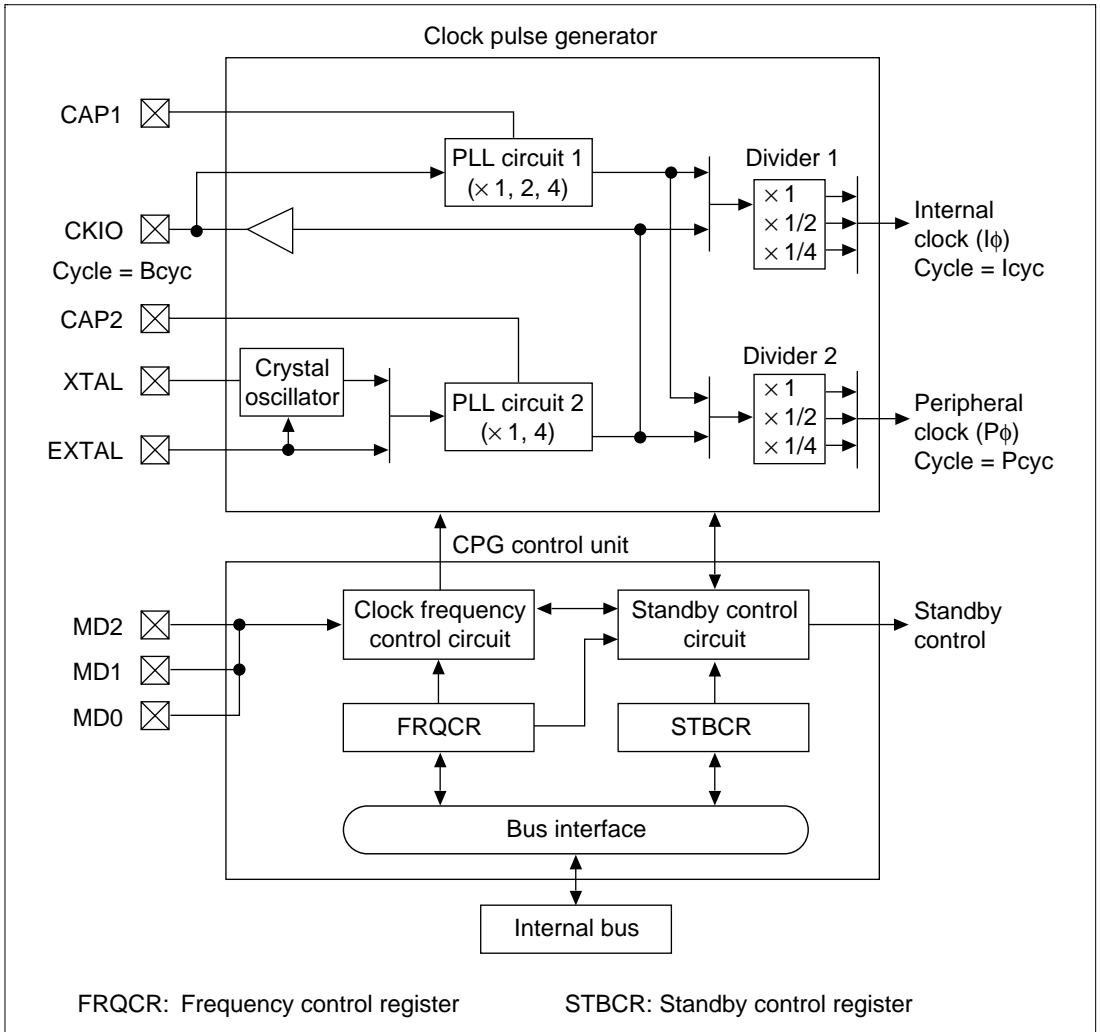 Clock pulse generator
CAP1
PLL circuit 1
(× 1, 2, 4)
Divider 1
× 1
× 1/2
× 1/4
Internal
clock (Iϕ)
Cycle = Icyc
CKIO
Cycle = Bcyc
CAP2
XTAL
Crystal
oscillator
EXTAL
PLL circuit 2
(× 1, 4)
Divider 2
× 1
× 1/2
× 1/4
Peripheral
clock (Pϕ)
Cycle = Pcyc
CPG control unit
MD2
MD1
MD0
Clock frequency
control circuit
Standby control
circuit
Standby
control
FRQCR
STBCR
Bus interface
Internal bus
FRQCR: Frequency control register
STBCR: Standby control register